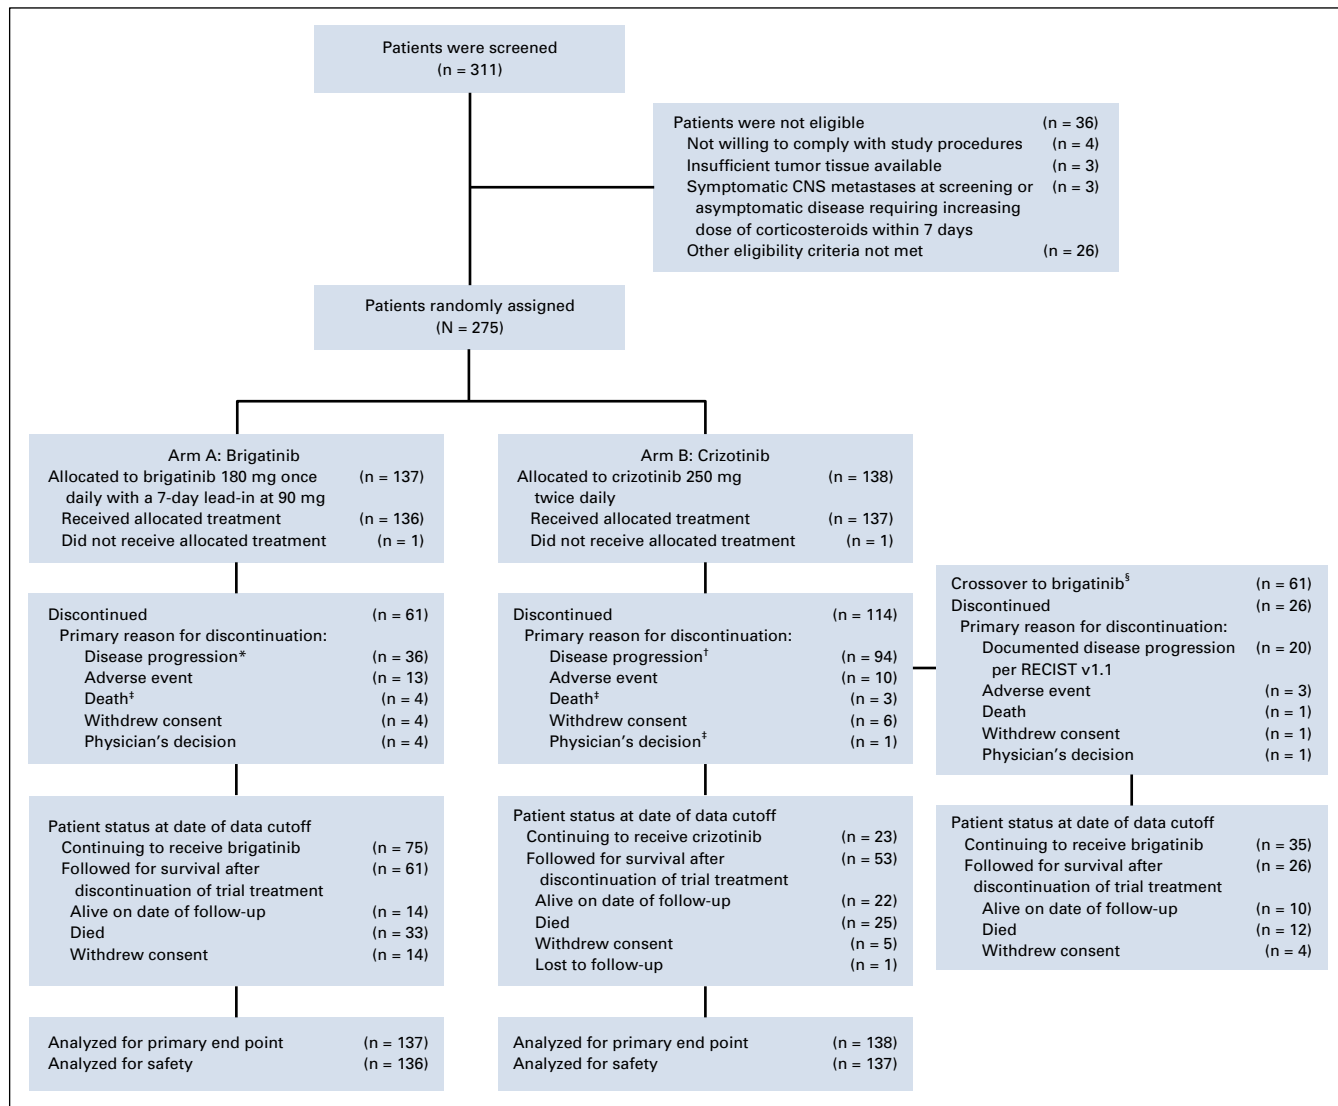 Patients were screened
(n = 311)
Patients were not eligible (n = 36)
Not willing to comply with study procedures (n = 4)
Insufficient tumor tissue available (n = 3)
Symptomatic CNS metastases at screening or (n = 3)
asymptomatic disease requiring increasing
dose of corticosteroids within 7 days
Other eligibility criteria not met (n = 26)
Patients randomly assigned
(N = 275)
Arm A: Brigatinib
Allocated to brigatinib 180 mg once (n = 137)
daily with a 7-day lead-in at 90 mg
Received allocated treatment (n = 136)
Did not receive allocated treatment (n = 1)
Arm B: Crizotinib
Allocated to crizotinib 250 mg (n = 138)
twice daily
Received allocated treatment (n = 137)
Did not receive allocated treatment (n = 1)
Discontinued (n = 61)
Primary reason for discontinuation:
Disease progression* (n = 36)
Adverse event (n = 13)
Death‡ (n = 4)
Withdrew consent (n = 4)
Physician's decision (n = 4)
Discontinued (n = 114)
Primary reason for discontinuation:
Disease progression† (n = 94)
Adverse event (n = 10)
Death‡ (n = 3)
Withdrew consent (n = 6)
Physician's decision‡ (n = 1)
Crossover to brigatinib§ (n = 61)
Discontinued (n = 26)
Primary reason for discontinuation:
Documented disease progression (n = 20)
per RECIST v1.1
Adverse event (n = 3)
Death (n = 1)
Withdrew consent (n = 1)
Physician's decision (n = 1)
Patient status at date of data cutoff
Continuing to receive brigatinib (n = 75)
Followed for survival after (n = 61)
discontinuation of trial treatment
Alive on date of follow-up (n = 14)
Died (n = 33)
Withdrew consent (n = 14)
Patient status at date of data cutoff
Continuing to receive crizotinib (n = 23)
Followed for survival after (n = 53)
discontinuation of trial treatment
Alive on date of follow-up (n = 22)
Died (n = 25)
Withdrew consent (n = 5)
Lost to follow-up (n = 1)
Patient status at date of data cutoff
Continuing to receive brigatinib (n = 35)
Followed for survival after (n = 26)
discontinuation of trial treatment
Alive on date of follow-up (n = 10)
Died (n = 12)
Withdrew consent (n = 4)
Analyzed for primary end point (n = 137)
Analyzed for safety (n = 136)
Analyzed for primary end point (n = 138)
Analyzed for safety (n = 137)